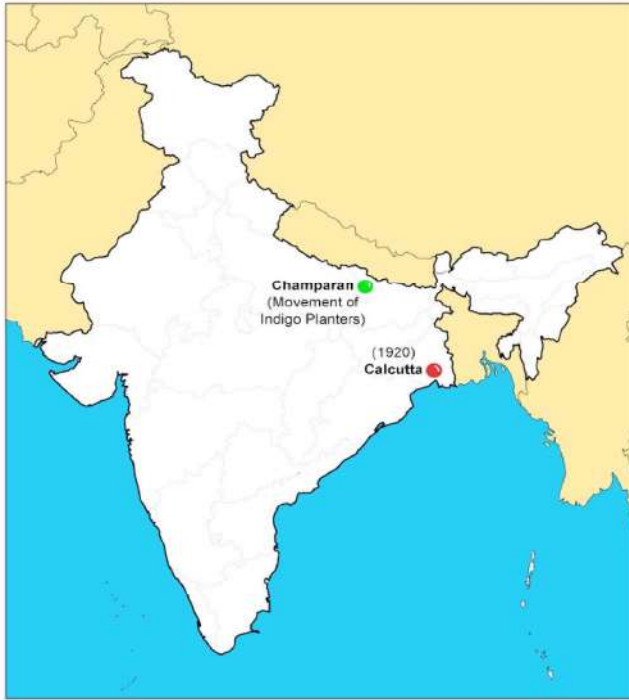 Champaran
(Movement of
Indigo Planters)
(1920)
Calcutta